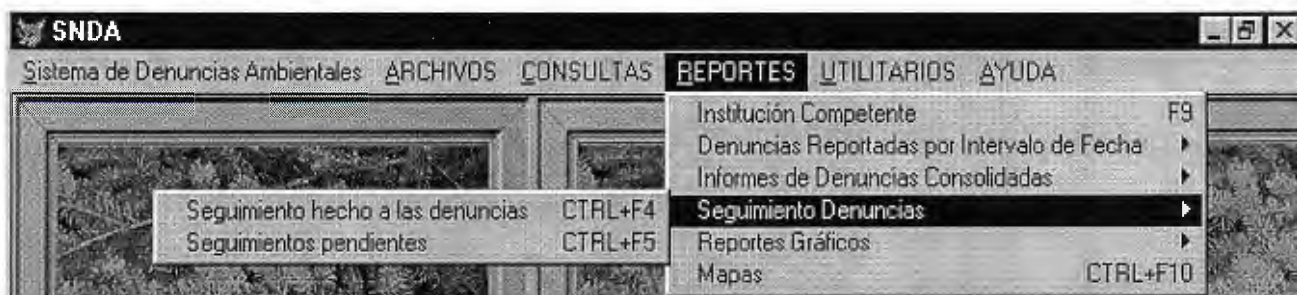 SNDA
Sistema de Denuncias Ambientales ARCHIVOS CONSULTAS REPORTES UTILITARIOS AYUDA
Institución Competente F9
Denuncias Reportadas por Intervalo de Fecha
Informes de Denuncias Consolidadas
Seguimiento Denuncias
Seguimiento hecho a las denuncias CTRL+F4
Seguimientos pendientes CTRL+F5
Reportes Gráficos
Mapas CTRL+F10